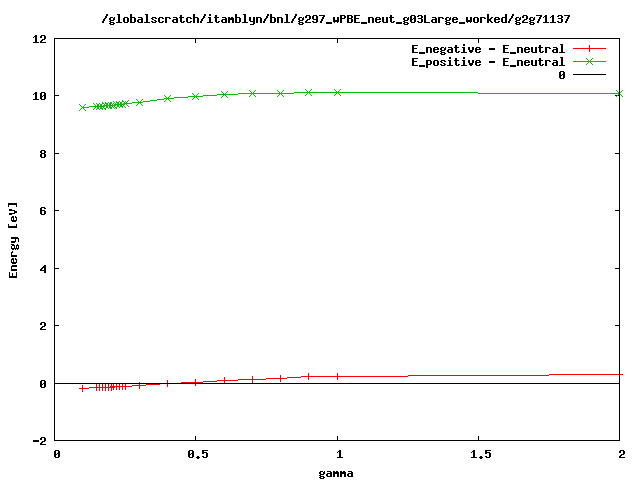 /globalscratch/itamblyn/bnl/g297_wPBE_neut_g03Large_worked/g2g71137
E_negative - E_neutral
E_positive - E_neutral
0
12
10
8
6
4
2
0
-2
Energy [eV]
0 0.5 1 1.5 2
gamma